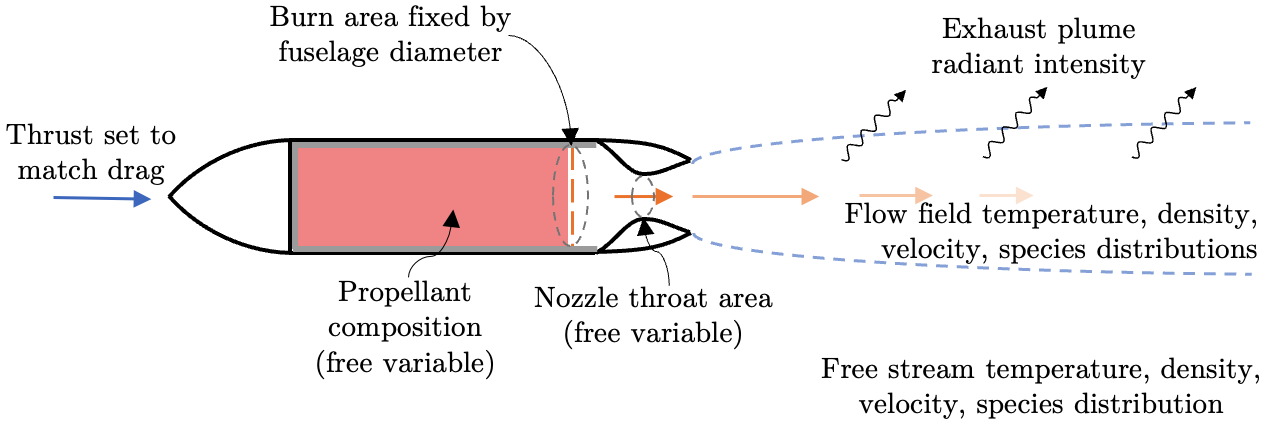 Burn area fixed by
fuselage diameter
Exhaust plume
radiant intensity
Thrust set to
match drag
Flow field temperature, density,
velocity, species distributions
Propellant
composition
(free variable)
Nozzle throat area
(free variable)
Free stream temperature, density,
velocity, species distribution